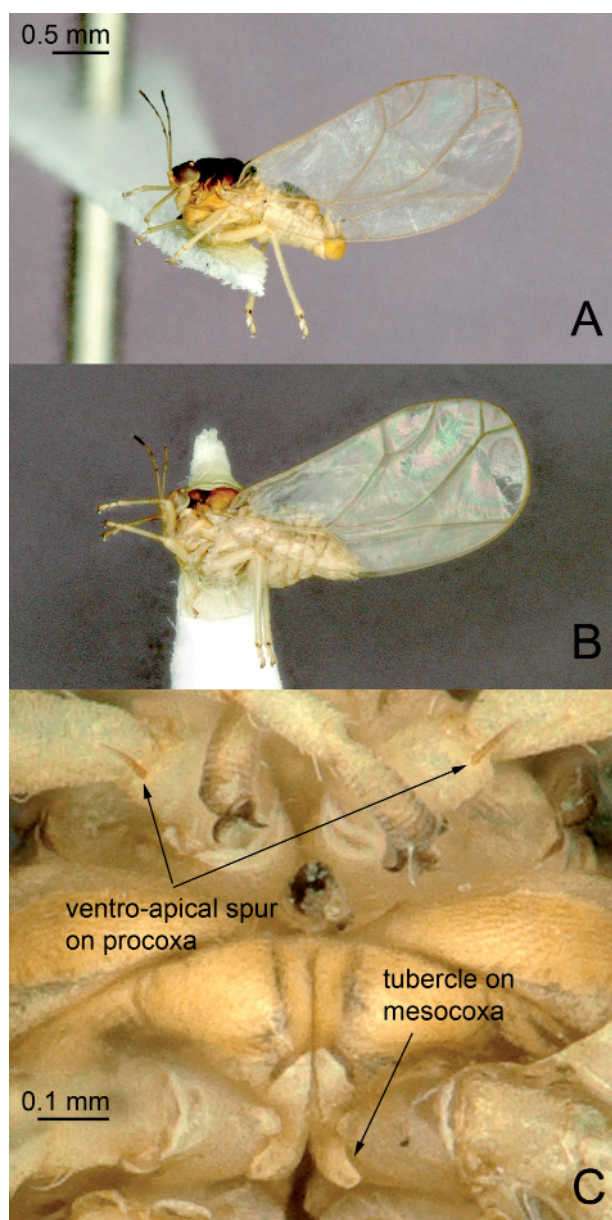 0.5 mm
A
B
ventro-apical spur
on procoxa
tubercle on
mesocoxa
0.1 mm
C